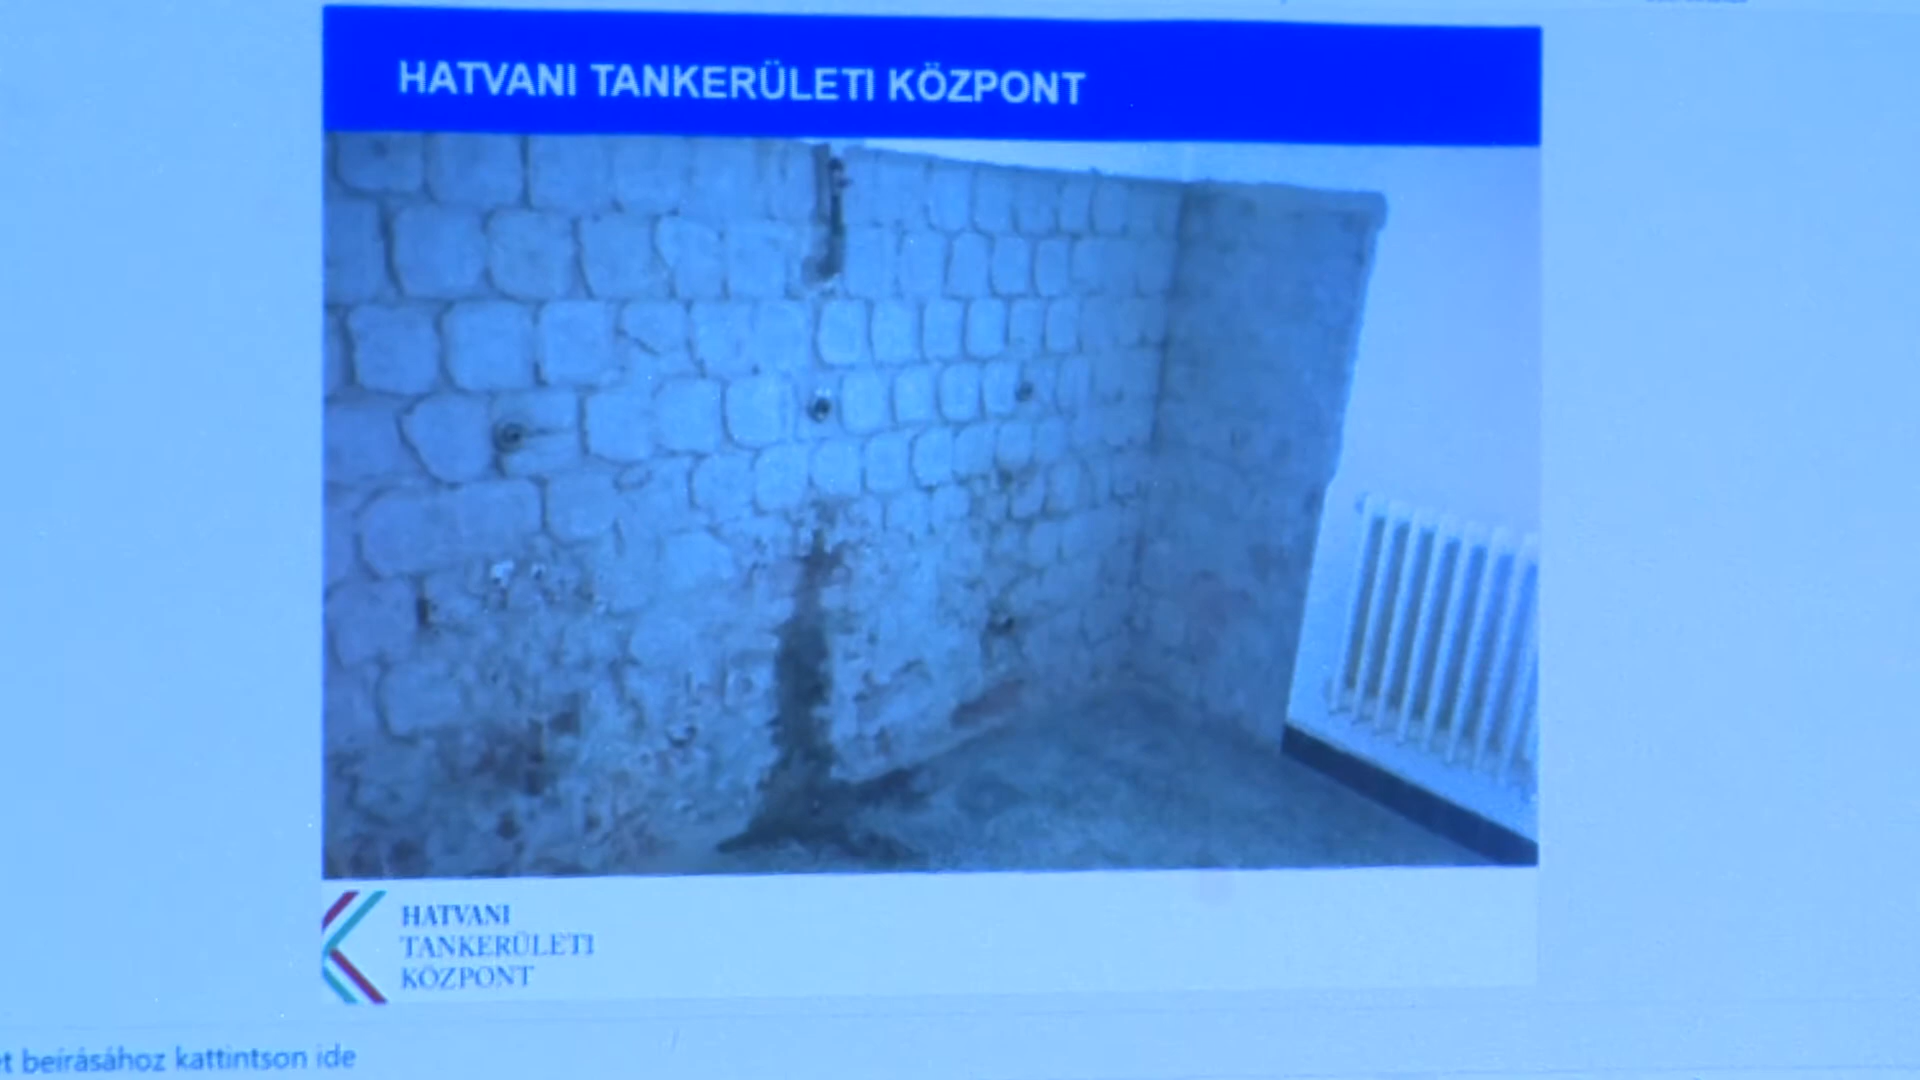 HATVANI TANKERÜLETI KÖZPONT
HATVANI
TANKERÜLETI
KÖZPONT
beírásához kattintson ide